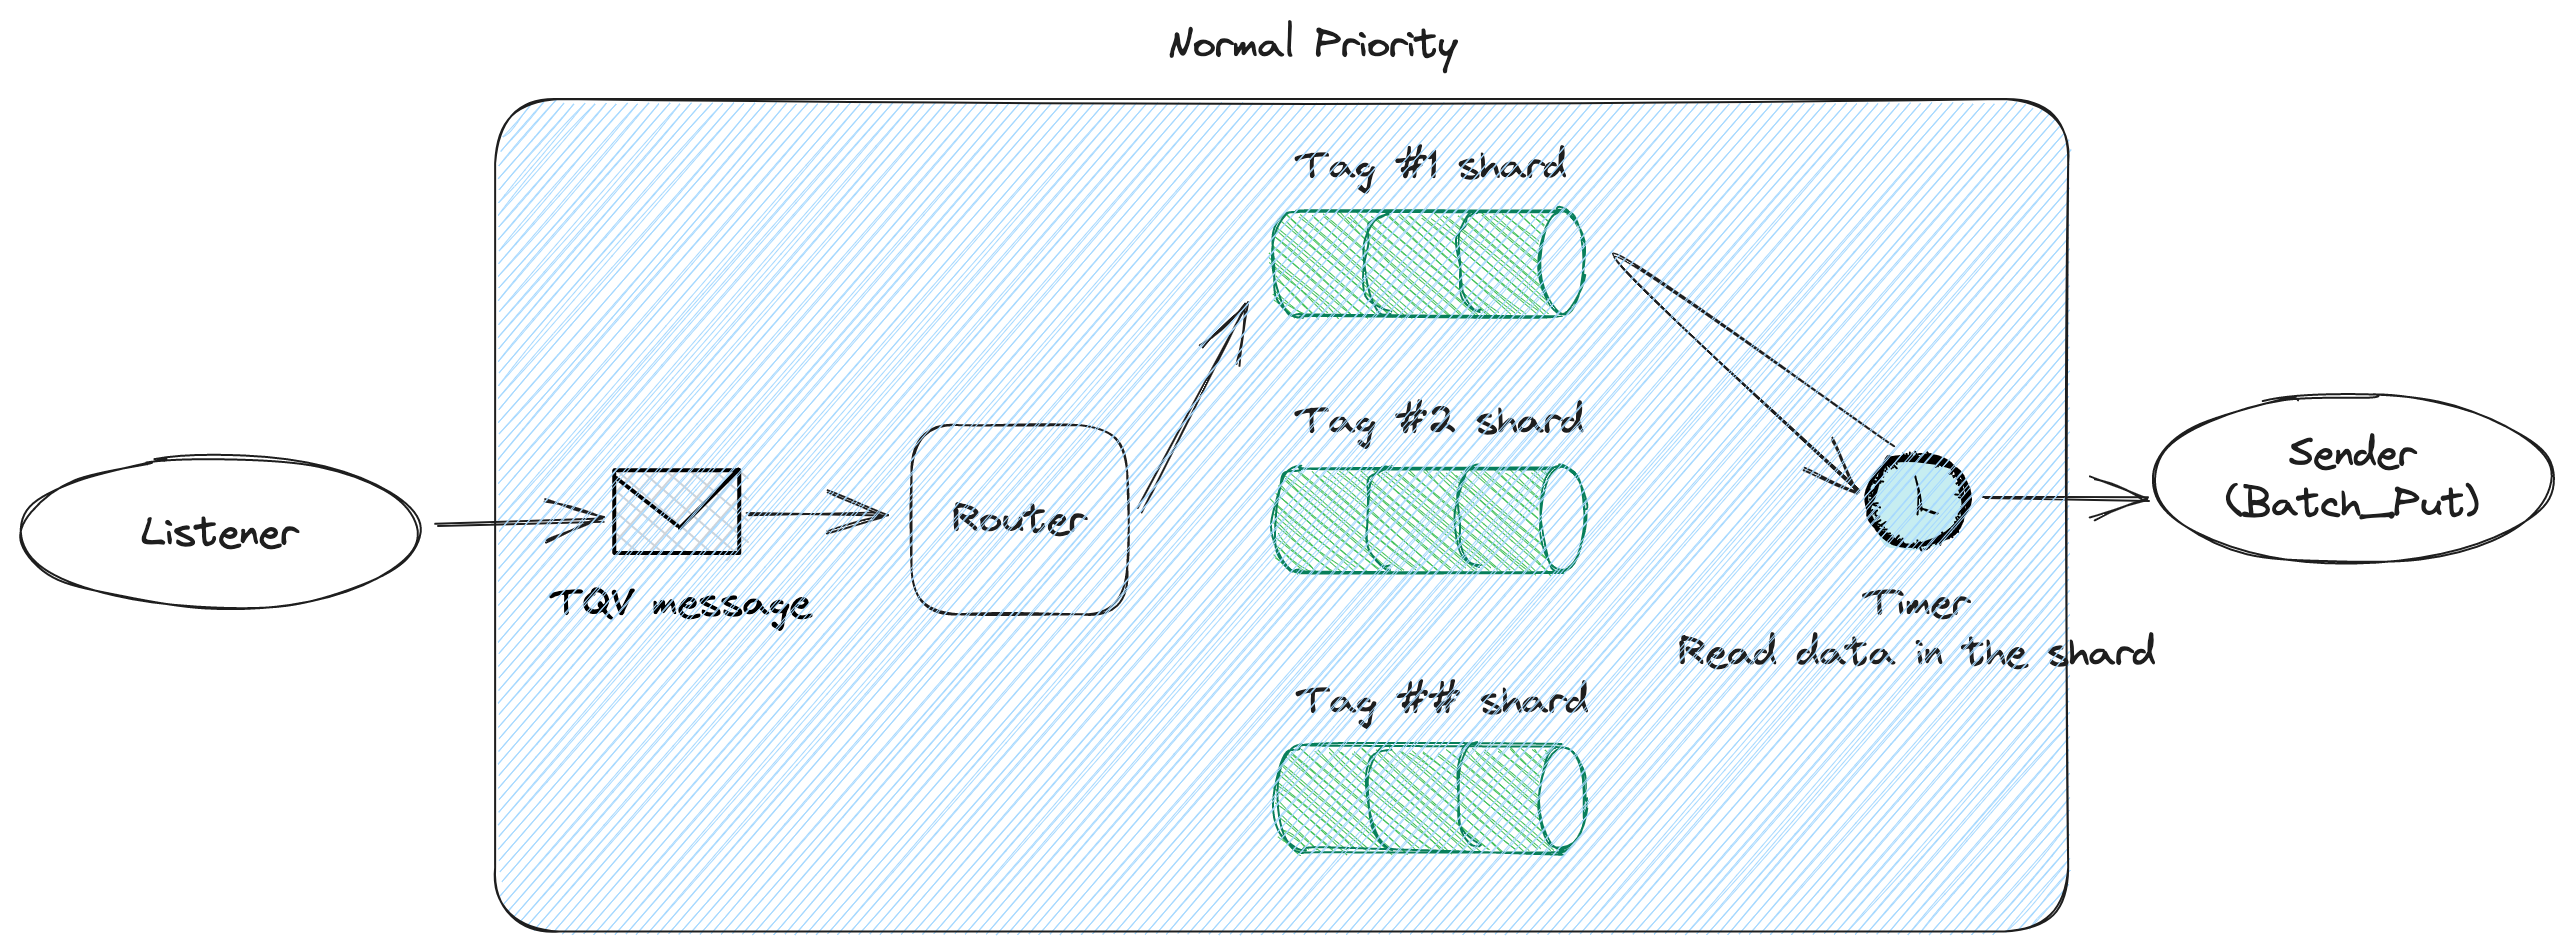 Normal Priority
Tag #1 shard
Tag #2 shard
Sender
(Batch_Put)
Listener
Router
TQV message
Timer
Read data in the shard
Tag ## shard